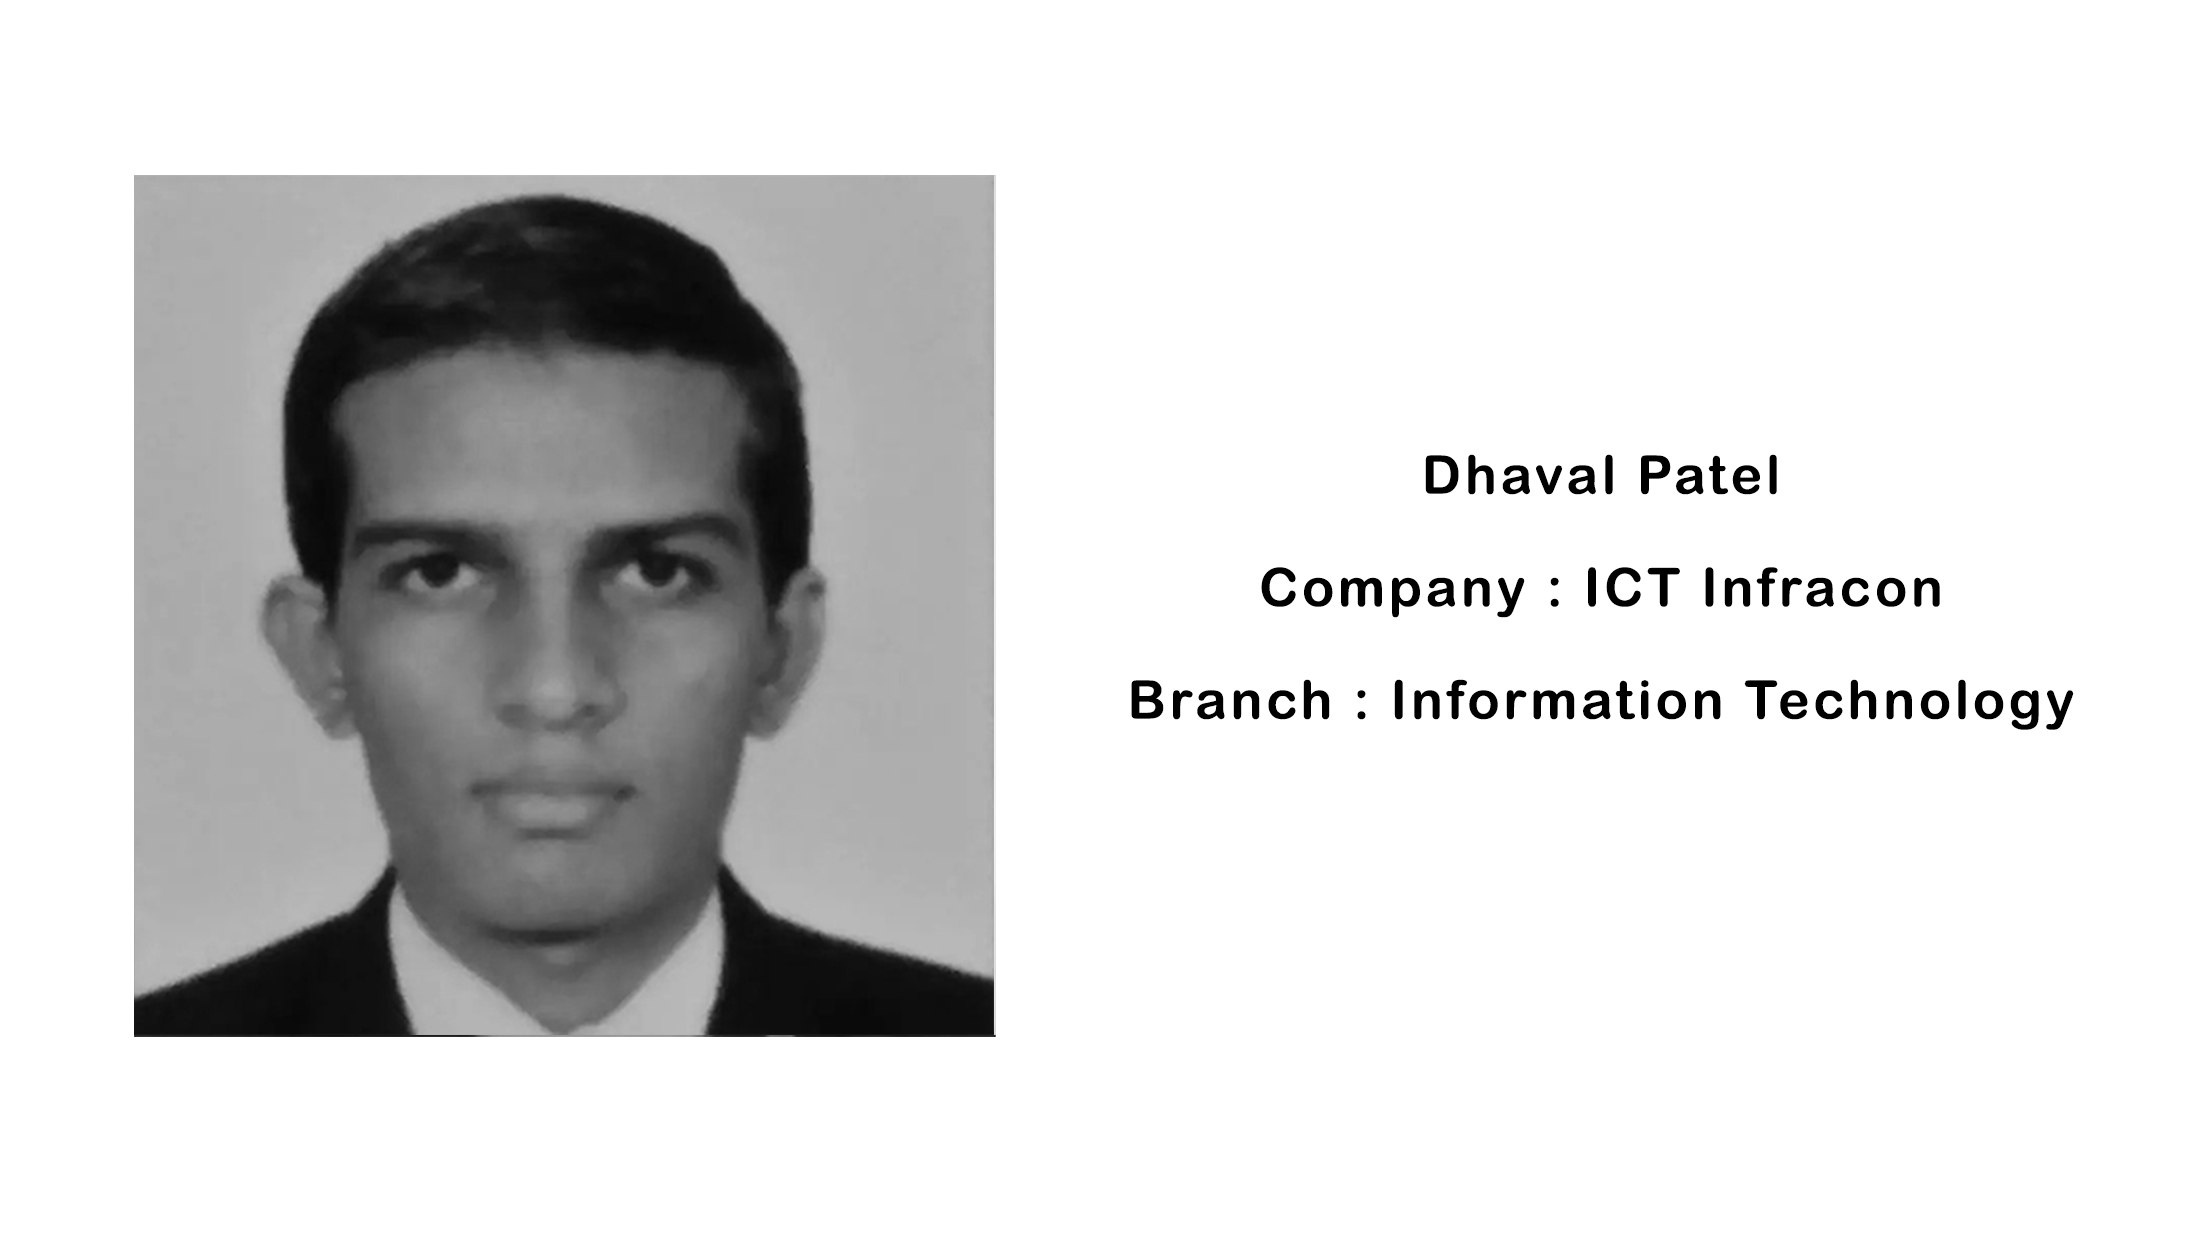 Dhaval Patel
Company : ICT Infracon
Branch : Information Technology